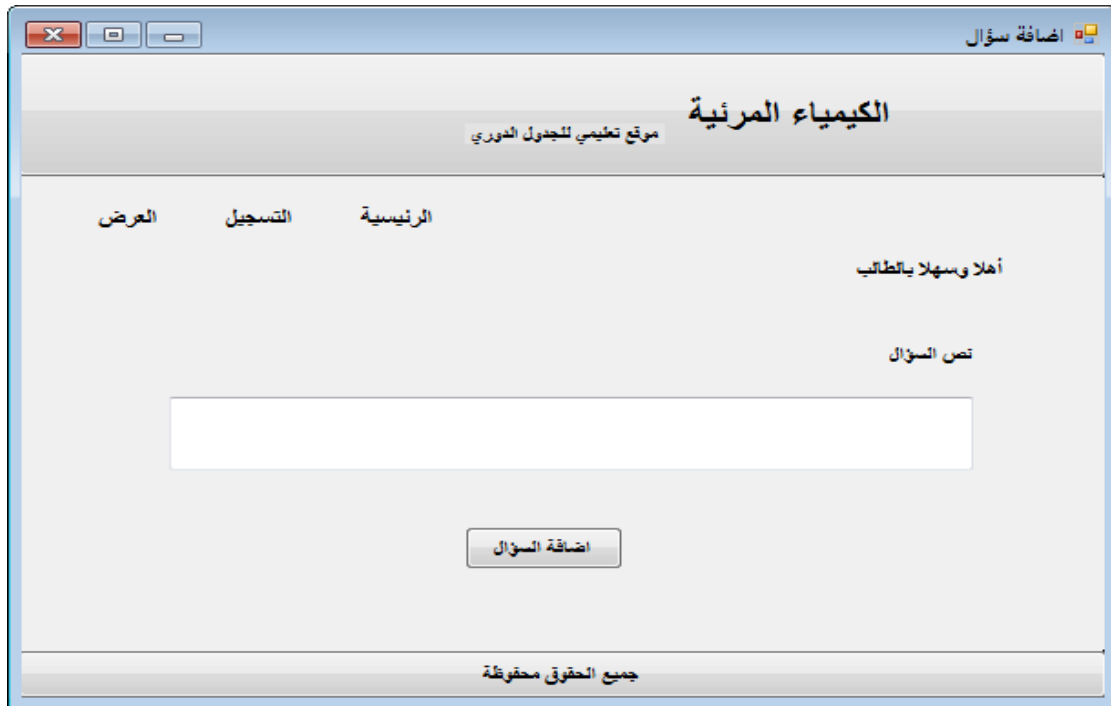 اضافة سؤال
الكيمياء المرئية
موقع تعليمي للجدول الدوري
الرئيسية التسجيل العرض
أهلا وسهلا بالطالب
نص السؤال
اضافة السؤال
جميع الحقوق محفوظة